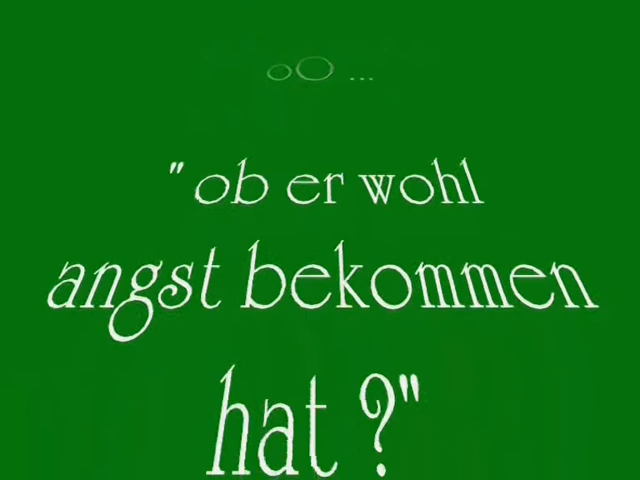 oO ...
"ob er wohl
angst bekommen
hat ?"